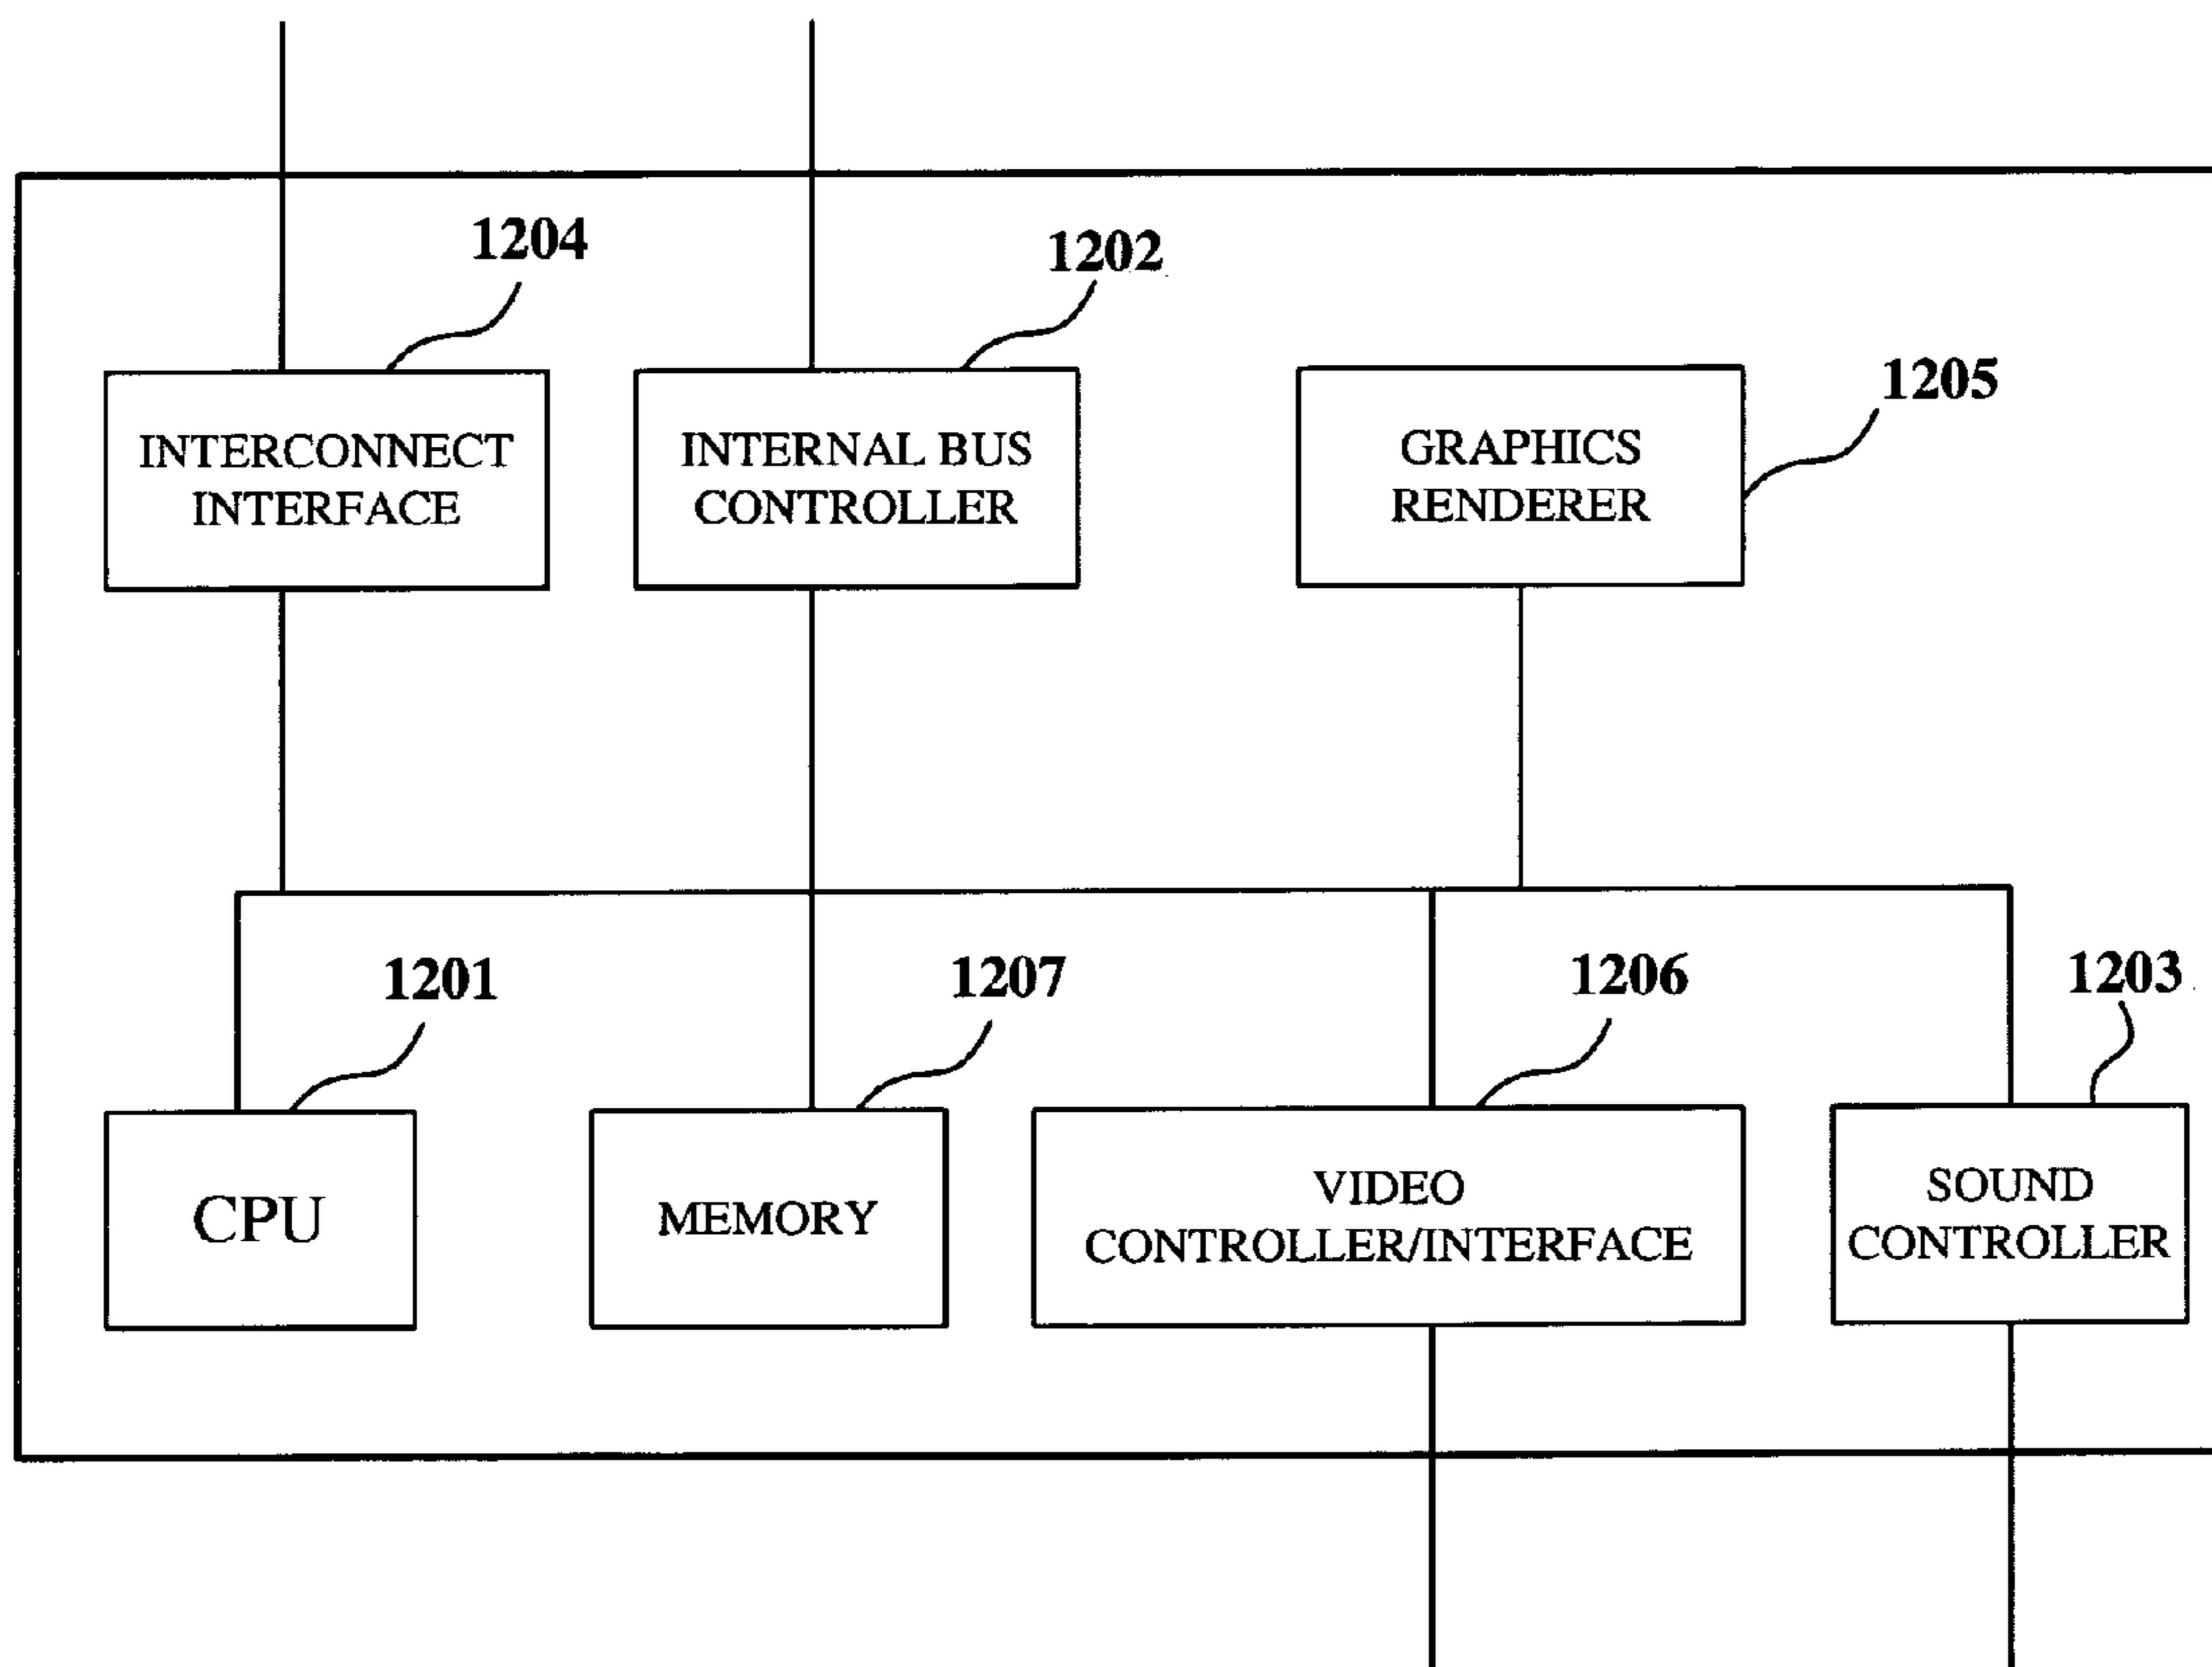 1204
1202
1205
INTERCONNECT
INTERFACE
INTERNAL BUS
CONTROLLER
GRAPHICS
RENDERER
1201
1207
1206
1203
CPU
MEMORY
VIDEO
CONTROLLER/INTERFACE
SOUND
CONTROLLER